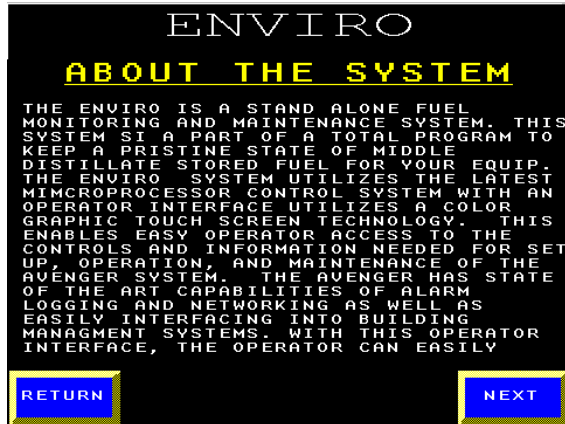 ENVIRO
ABOUT THE SYSTEM
THE ENVIRO IS A STAND ALONE FUEL
MONITORING AND MAINTENANCE SYSTEM. THIS
SYSTEM SI A PART OF A TOTAL PROGRAM TO
KEEP A PRISTINE STATE OF MIDDLE
DISTILLATE STORED FUEL FOR YOUR EQUIP.
THE ENVIRO SYSTEM UTILIZES THE LATEST
MIMCROPROCESSOR CONTROL SYSTEM WITH AN
OPERATOR INTERFACE UTILIZES A COLOR
GRAPHIC TOUCH SCREEN TECHNOLOGY. THIS
ENABLES EASY OPERATOR ACCESS TO THE
CONTROLS AND INFORMATION NEEDED FOR SET
UP, OPERATION, AND MAINTENANCE OF THE
AVENGER SYSTEM. THE AVENGER HAS STATE
OF THE ART CAPABILITIES OF ALARM
LOGGING AND NETWORKING AS WELL AS
EASILY INTERFACING INTO BUILDING
MANAGMENT SYSTEMS. WITH THIS OPERATOR
INTERFACE, THE OPERATOR CAN EASILY
RETURN
NEXT